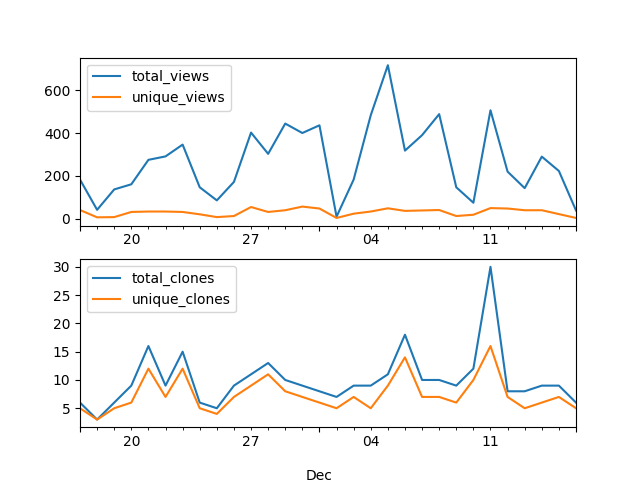 total_views
unique_views
600
400
200
0
20 27 04 11
total_clones
unique_clones
30
25
20
15
10
5
20 27 04 11
Dec